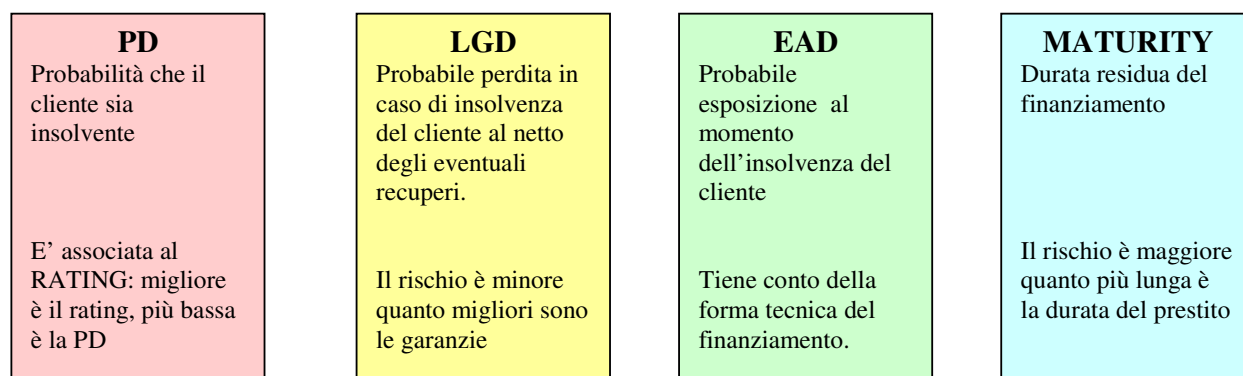 PD
Probabilità che il
cliente sia
insolvente
E’ associata al
RATING: migliore
è il rating, più bassa
è la PD
LGD
Probabile perdita in
caso di insolvenza
del cliente al netto
degli eventuali
recuperi.
Il rischio è minore
quanto migliori sono
le garanzie
EAD
Probabile
esposizione al
momento
dell’insolvenza del
cliente
Tiene conto della
forma tecnica del
finanziamento.
MATURITY
Durata residua del
finanziamento
Il rischio è maggiore
quanto più lunga è
la durata del prestito